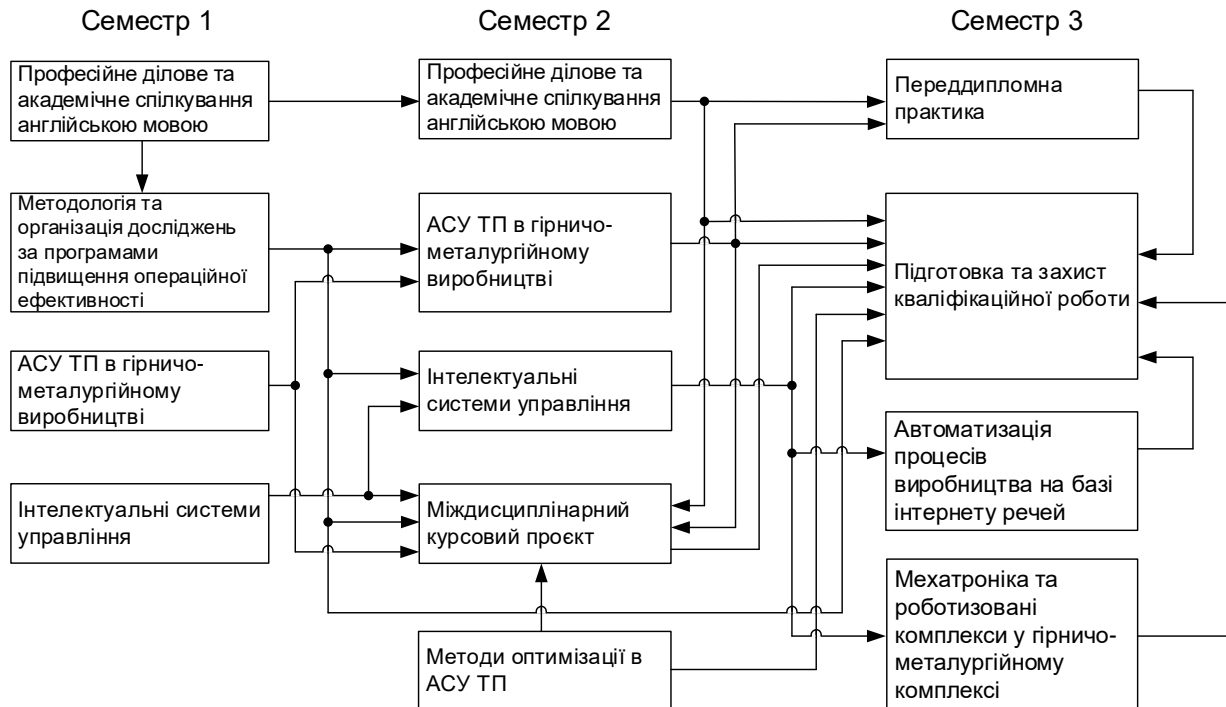 Семестр 1
Професійне ділове та
академічне спілкування
англійською мовою
Методологія та
організація досліджень
за програмами
підвищення операційної
ефективності
АСУ ТП в гірничо-
металургійному
виробництві
Інтелектуальні системи
управління
Семестр 2
Професійне ділове та
академічне спілкування
англійською мовою
АСУ ТП в гірничо-
металургійному
виробництві
Інтелектуальні
системи управління
Міждисциплінарний
курсовий проєкт
Методи оптимізації в
АСУ ТП
Семестр 3
Переддипломна
практика
Підготовка та захист
кваліфікаційної роботи
Автоматизація
процесів
виробництва на базі
інтернету речей
Мехатроніка та
роботизовані
комплекси у гірничо-
металургійному
комплексі